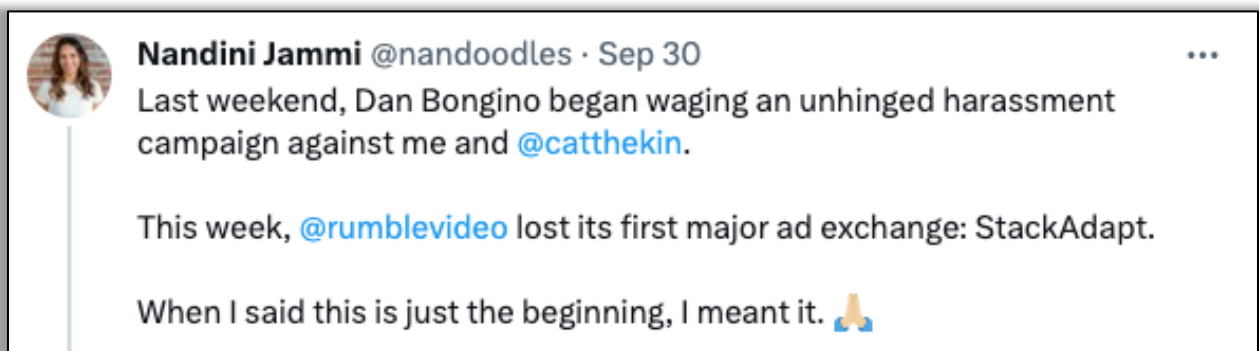 Nandini Jammi @nandoodles · Sep 30 ...
Last weekend, Dan Bongino began waging an unhinged harassment
campaign against me and @catthekin.
This week, @rumblevideo lost its first major ad exchange: StackAdapt.
When I said this is just the beginning, I meant it. 🙏🏼